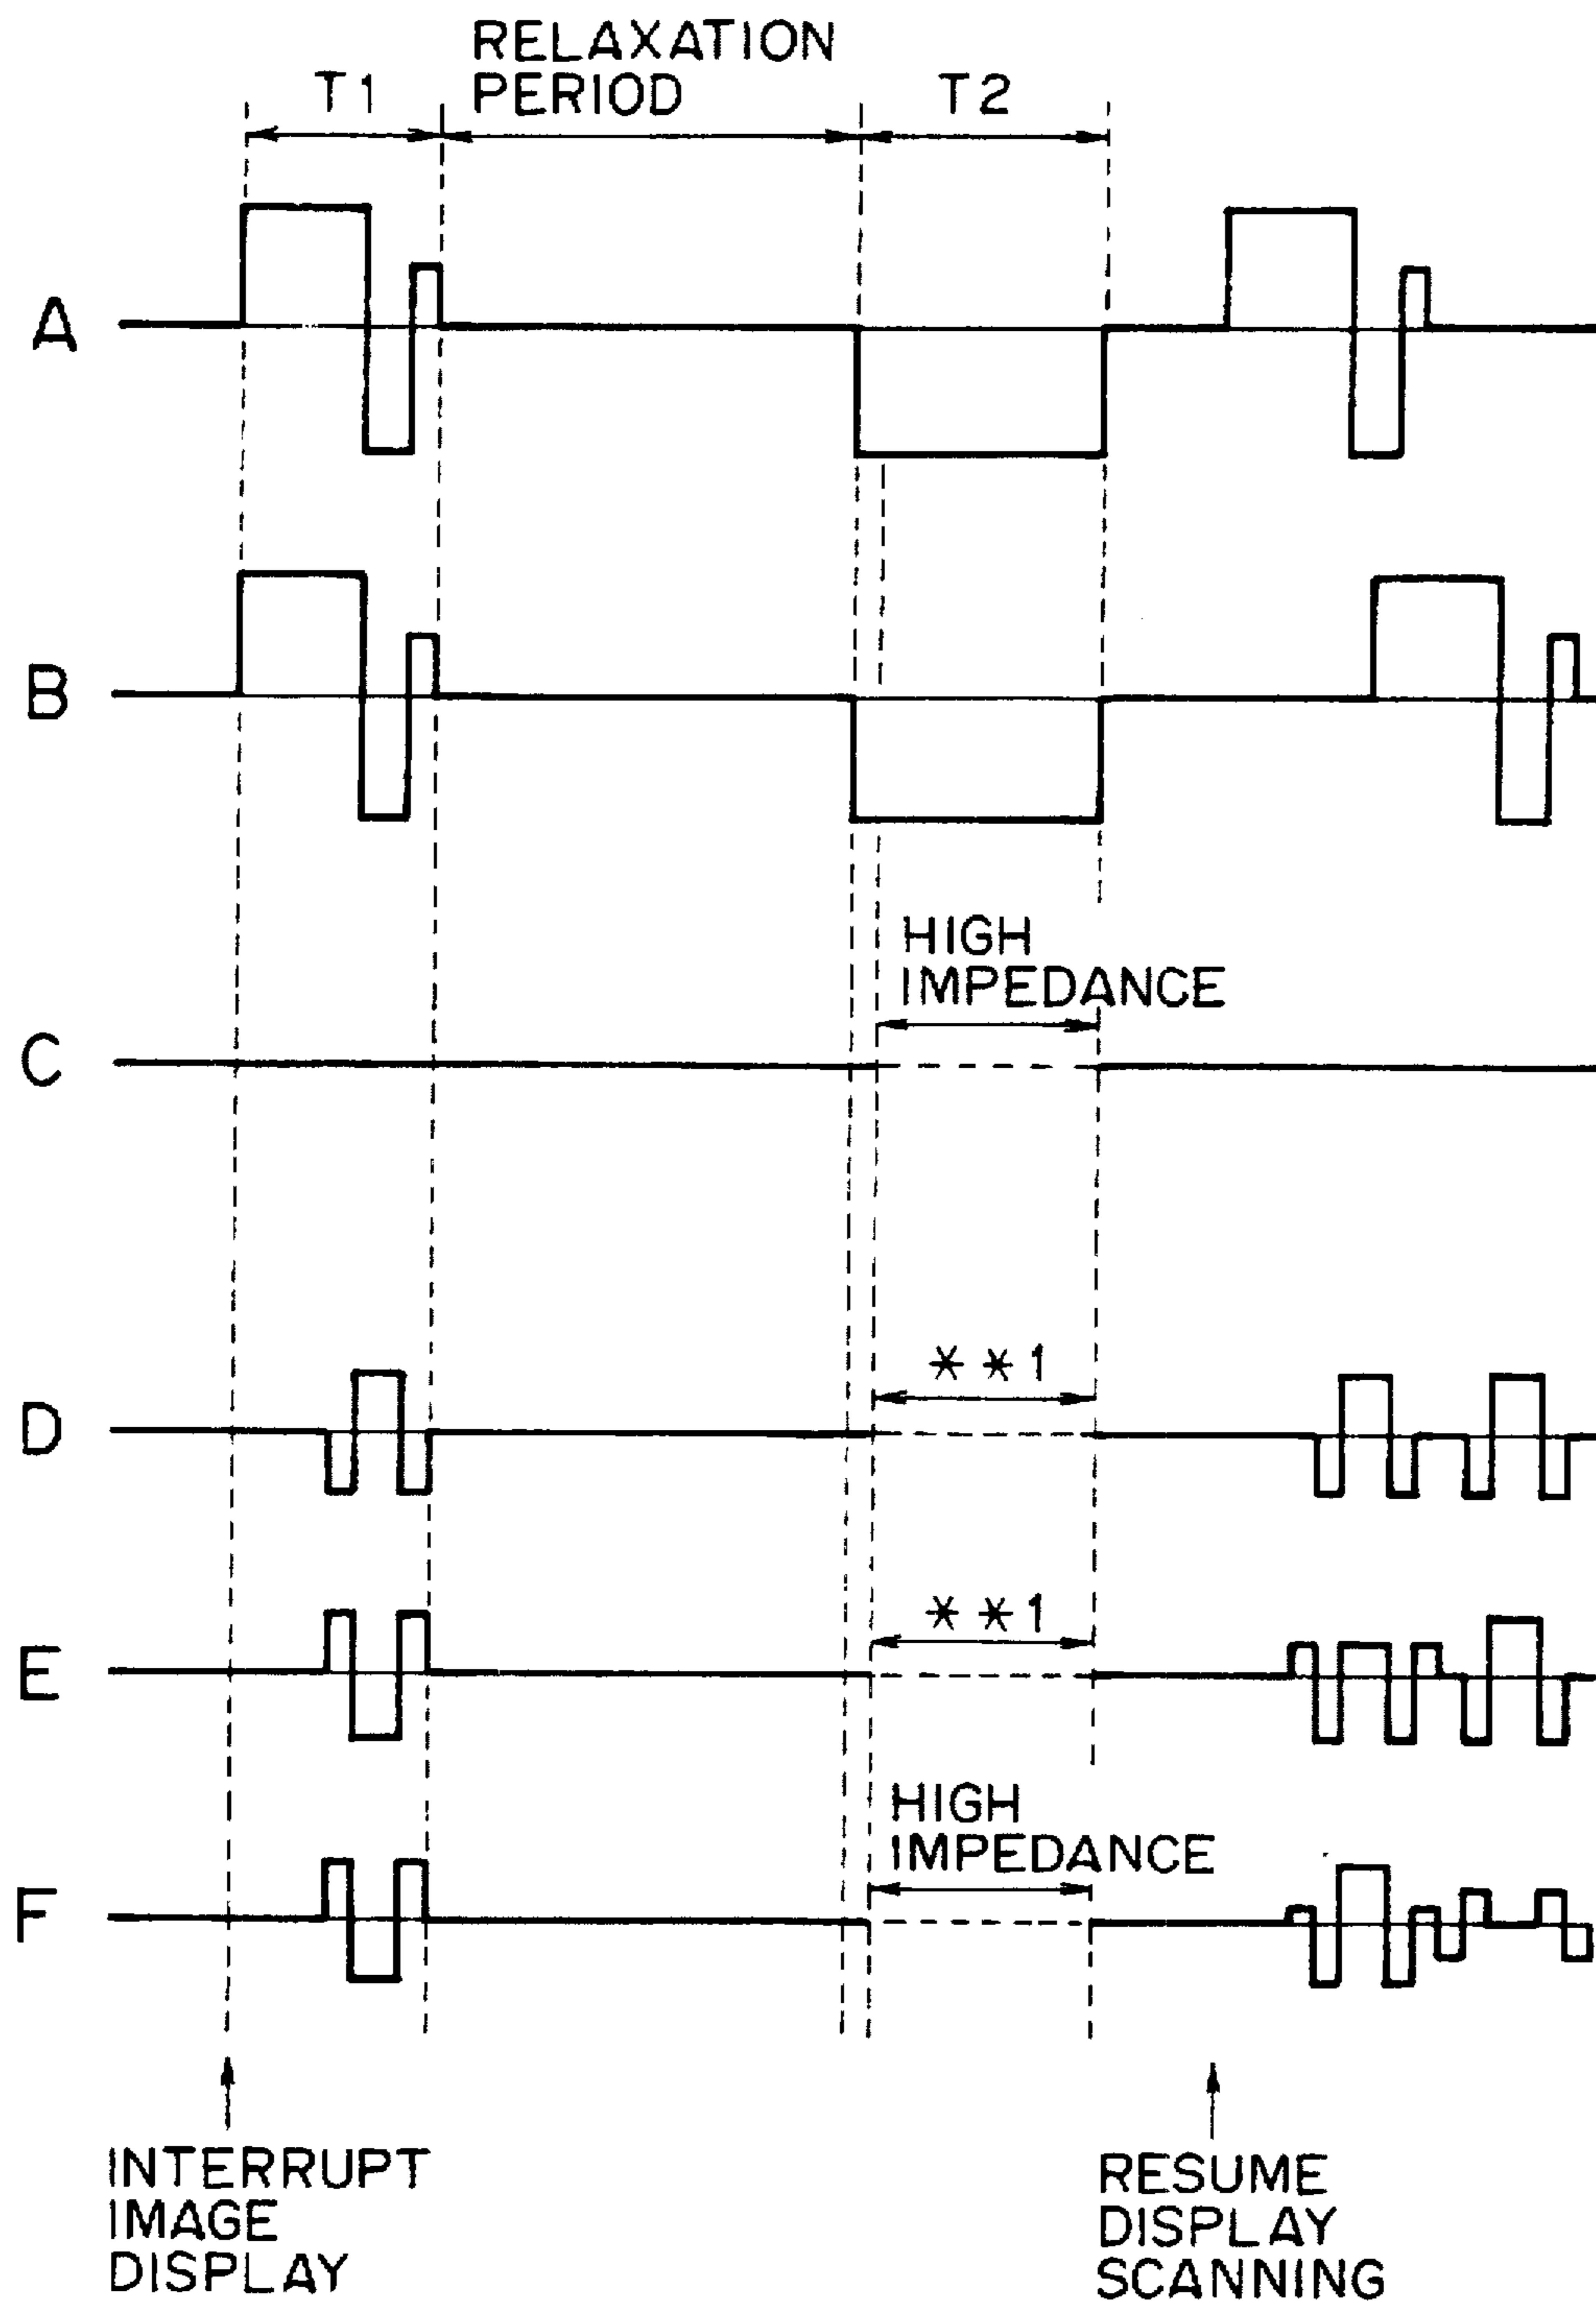 RELAXATION
T1 PERIOD T2
A
B
HIGH
IMPEDANCE
C
**1
D
**1
E
HIGH
IMPEDANCE
F
INTERRUPT
IMAGE
DISPLAY
RESUME
DISPLAY
SCANNING